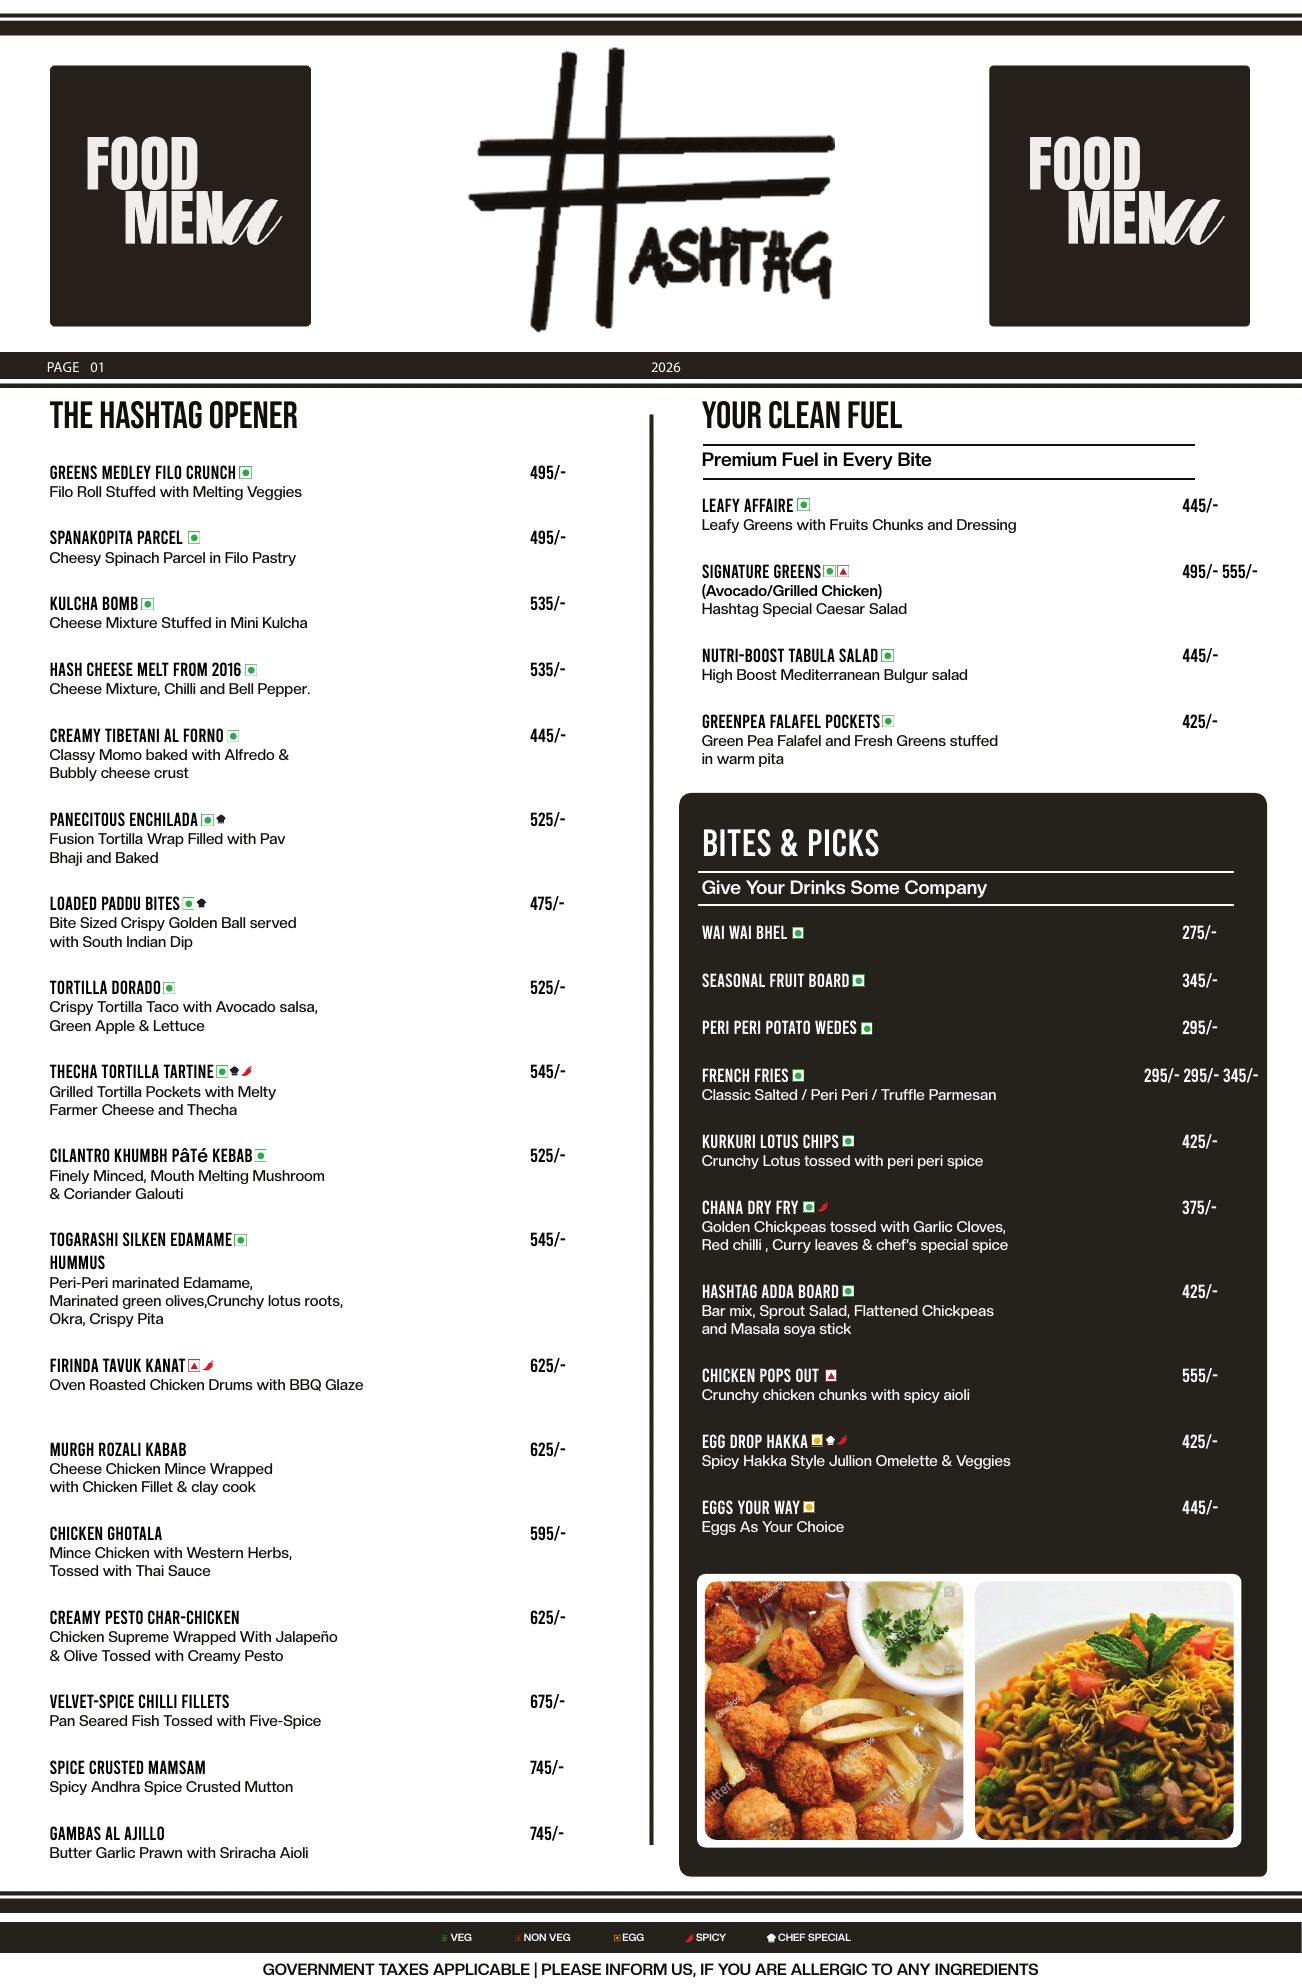 FOOD
MENu
HASHTAG
FOOD
MENu
PAGE 01
2026
THE HASHTAG OPENER
GREENS MEDLEY FILO CRUNCH 495/-
Filo Roll Stuffed with Melting Veggies
SPANAKOPITA PARCEL 495/-
Cheesy Spinach Parcel in Filo Pastry
KULCHA BOMB 535/-
Cheese Mixture Stuffed in Mini Kulcha
HASH CHEESE MELT FROM 2016 535/-
Cheese Mixture, Chilli and Bell Pepper.
CREAMY TIBETANI AL FORNO 445/-
Classy Momo baked with Alfredo &
Bubbly cheese crust
PANECITOUS ENCHILADA 525/-
Fusion Tortilla Wrap Filled with Pav
Bhaji and Baked
LOADED PADDU BITES 475/-
Bite Sized Crispy Golden Ball served
with South Indian Dip
TORTILLA DORADO 525/-
Crispy Tortilla Taco with Avocado salsa,
Green Apple & Lettuce
THECHA TORTILLA TARTINE 545/-
Grilled Tortilla Pockets with Melty
Farmer Cheese and Thecha
CILANTRO KHUMBH PâTé KEBAB 525/-
Finely Minced, Mouth Melting Mushroom
& Coriander Galouti
TOGARASHI SILKEN EDAMAME 545/-
HUMMUS
Peri-Peri marinated Edamame,
Marinated green olives,Crunchy lotus roots,
Okra, Crispy Pita
FIRINDA TAVUK KANAT 625/-
Oven Roasted Chicken Drums with BBQ Glaze
MURGH ROZALI KABAB 625/-
Cheese Chicken Mince Wrapped
with Chicken Fillet & clay cook
CHICKEN GHOTALA 595/-
Mince Chicken with Western Herbs,
Tossed with Thai Sauce
CREAMY PESTO CHAR-CHICKEN 625/-
Chicken Supreme Wrapped With Jalapeño
& Olive Tossed with Creamy Pesto
VELVET-SPICE CHILLI FILLETS 675/-
Pan Seared Fish Tossed with Five-Spice
SPICE CRUSTED MAMSAM 745/-
Spicy Andhra Spice Crusted Mutton
GAMBAS AL AJILLO 745/-
Butter Garlic Prawn with Sriracha Aioli
YOUR CLEAN FUEL
Premium Fuel in Every Bite
LEAFY AFFAIRE 445/-
Leafy Greens with Fruits Chunks and Dressing
SIGNATURE GREENS 495/- 555/-
(Avocado/Grilled Chicken)
Hashtag Special Caesar Salad
NUTRI-BOOST TABULA SALAD 445/-
High Boost Mediterranean Bulgur salad
GREENPEA FALAFEL POCKETS 425/-
Green Pea Falafel and Fresh Greens stuffed
in warm pita
BITES & PICKS
Give Your Drinks Some Company
WAI WAI BHEL 275/-
SEASONAL FRUIT BOARD 345/-
PERI PERI POTATO WEDES 295/-
FRENCH FRIES 295/- 295/- 345/-
Classic Salted / Peri Peri / Truffle Parmesan
KURKURI LOTUS CHIPS 425/-
Crunchy Lotus tossed with peri peri spice
CHANA DRY FRY 375/-
Golden Chickpeas tossed with Garlic Cloves,
Red chilli , Curry leaves & chef's special spice
HASHTAG ADDA BOARD 425/-
Bar mix, Sprout Salad, Flattened Chickpeas
and Masala soya stick
CHICKEN POPS OUT 555/-
Crunchy chicken chunks with spicy aioli
EGG DROP HAKKA 425/-
Spicy Hakka Style Jullion Omelette & Veggies
EGGS YOUR WAY 445/-
Eggs As Your Choice
shutterstock
VEG NON VEG EGG SPICY CHEF SPECIAL
GOVERNMENT TAXES APPLICABLE | PLEASE INFORM US, IF YOU ARE ALLERGIC TO ANY INGREDIENTS